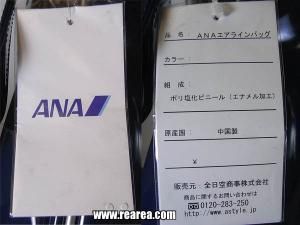 ANA
品 名 : ANAエアラインバッグ
カラー :
組 成 :
ポリ塩化ビニール (エナメル加工)
原産国 : 中国製
¥
販売元 : 全日空商事株式会社
商品に関するお問い合わせは
0120-283-250
http://www.astyle.jp
www.rearea.com